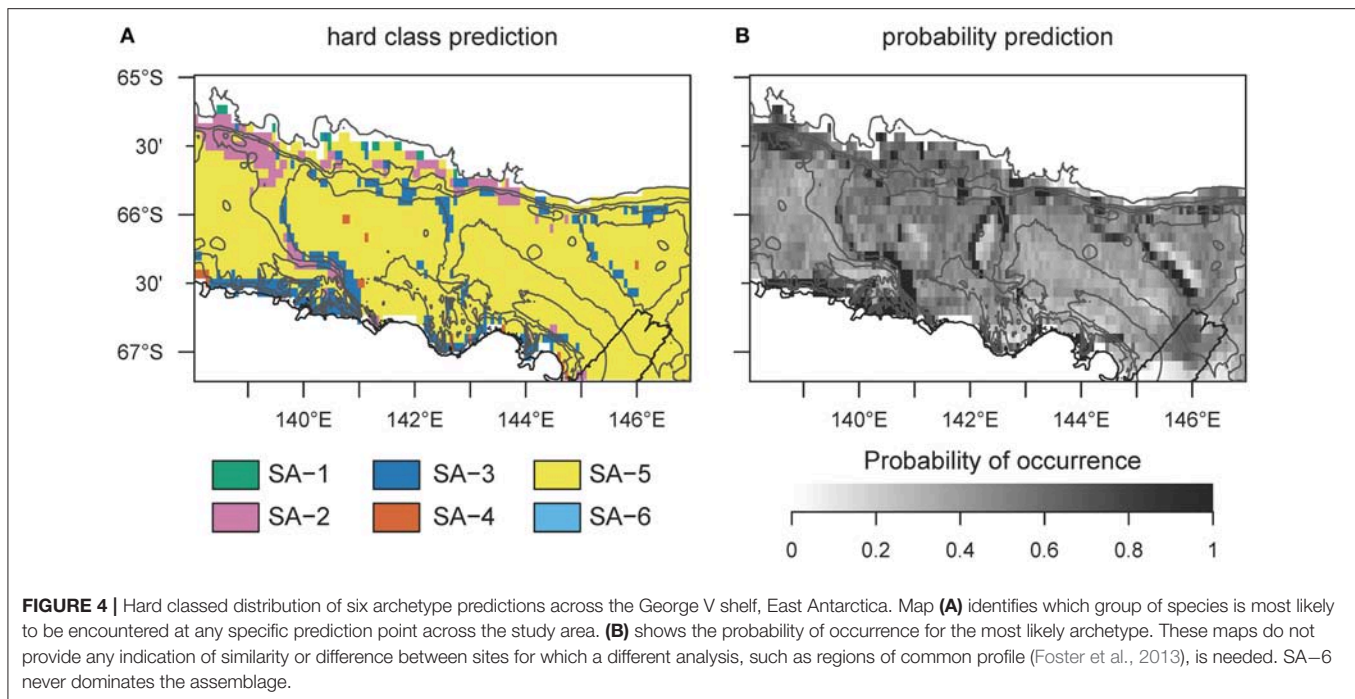 A hard class prediction
B probability prediction
65°S
30'
66°S
30'
67°S
140°E 142°E 144°E 146°E
140°E 142°E 144°E 146°E
SA−1 SA−3 SA−5
SA−2 SA−4 SA−6
Probability of occurrence
0 0.2 0.4 0.6 0.8 1
FIGURE 4 | Hard classed distribution of six archetype predictions across the George V shelf, East Antarctica. Map (A) identifies which group of species is most likely
to be encountered at any specific prediction point across the study area. (B) shows the probability of occurrence for the most likely archetype. These maps do not
provide any indication of similarity or difference between sites for which a different analysis, such as regions of common profile (Foster et al., 2013), is needed. SA−6
never dominates the assemblage.